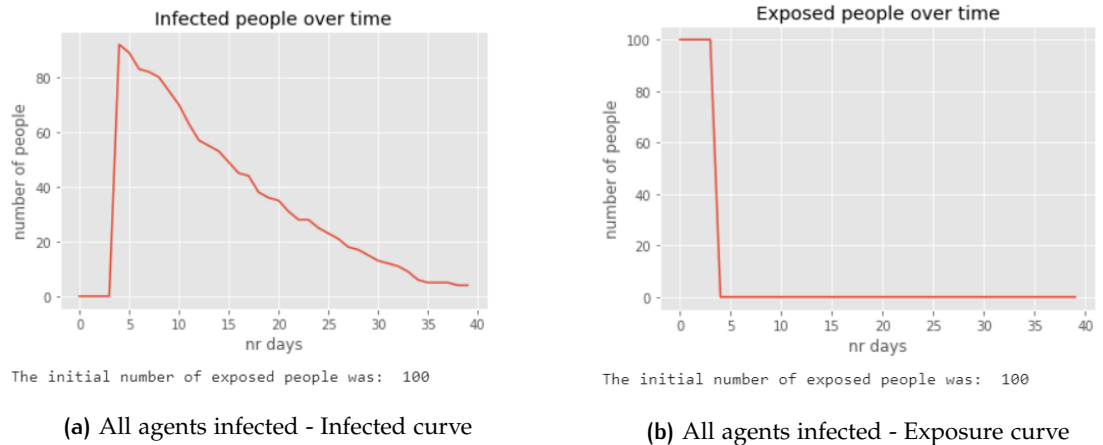 Infected people over time
80
60
40
20
0
number of people
0 5 10 15 20 25 30 35 40
nr days
The initial number of exposed people was: 100
(a) All agents infected - Infected curve
Exposed people over time
100
80
60
40
20
0
number of people
0 5 10 15 20 25 30 35 40
nr days
The initial number of exposed people was: 100
(b) All agents infected - Exposure curve